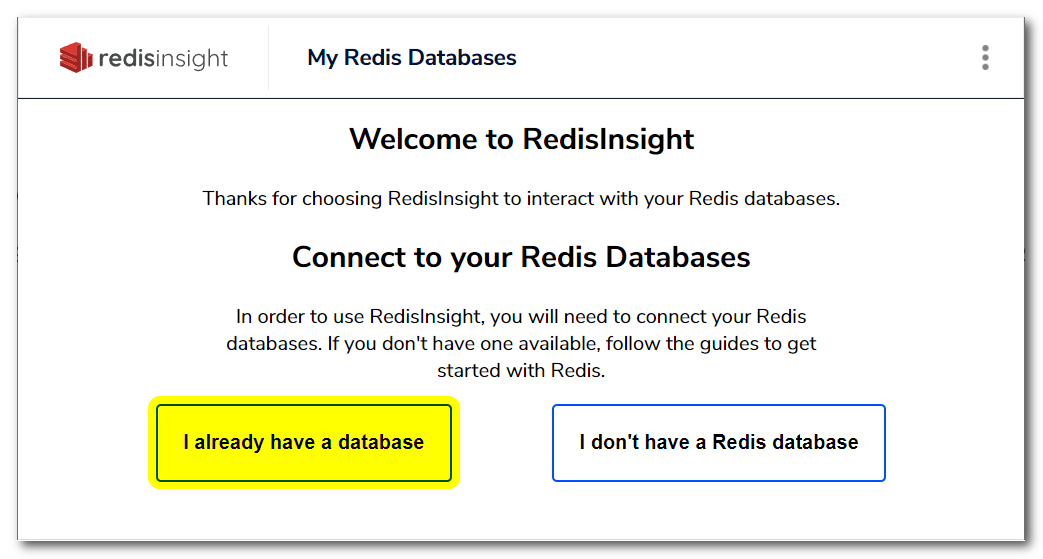 redisinsight
My Redis Databases
Welcome to RedisInsight
Thanks for choosing RedisInsight to interact with your Redis databases.
Connect to your Redis Databases
In order to use RedisInsight, you will need to connect your Redis
databases. If you don't have one available, follow the guides to get
started with Redis.
I already have a database
I don't have a Redis database